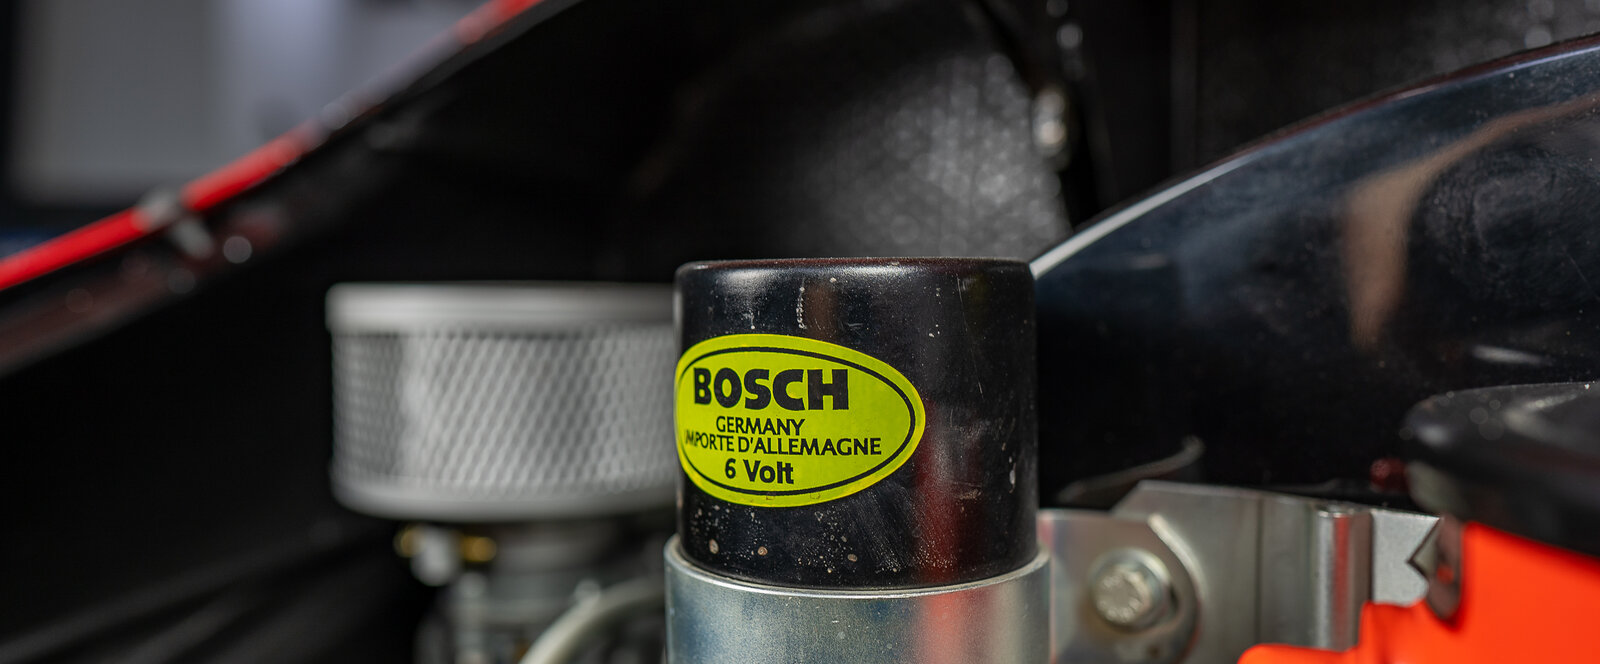 BOSCH
GERMANY
IMPORTE D'ALLEMAGNE
6 Volt